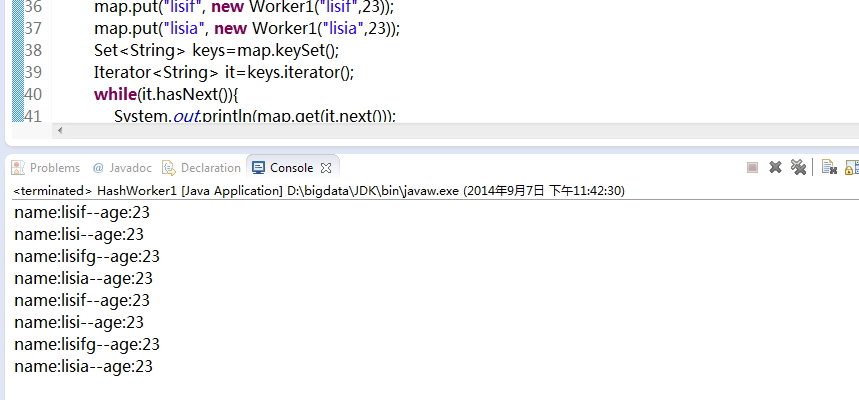 36 map.put("lisif", new Worker1("lisif",23));
37 map.put("lisia", new Worker1("lisia",23));
38 Set<String> keys=map.keySet();
39 Iterator<String> it=keys.iterator();
40 while(it.hasNext()){
41 System.out.println(map.get(it.next()));
Problems @ Javadoc Declaration Console
<terminated> HashWorker1 [Java Application] D:\bigdata\JDK\bin\javaw.exe (2014年9月7日 下午11:42:30)
name:lisif--age:23
name:lisi--age:23
name:lisifg--age:23
name:lisia--age:23
name:lisif--age:23
name:lisi--age:23
name:lisifg--age:23
name:lisia--age:23